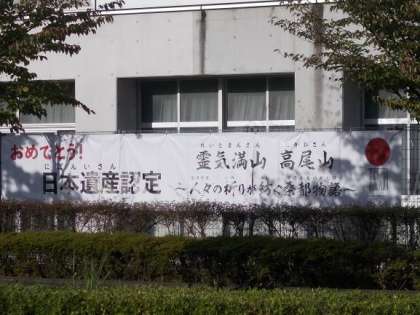 おめでとう!
日本遺産認定
霊気満山 高尾山
～人々の祈りが紡ぐ桑都物語～